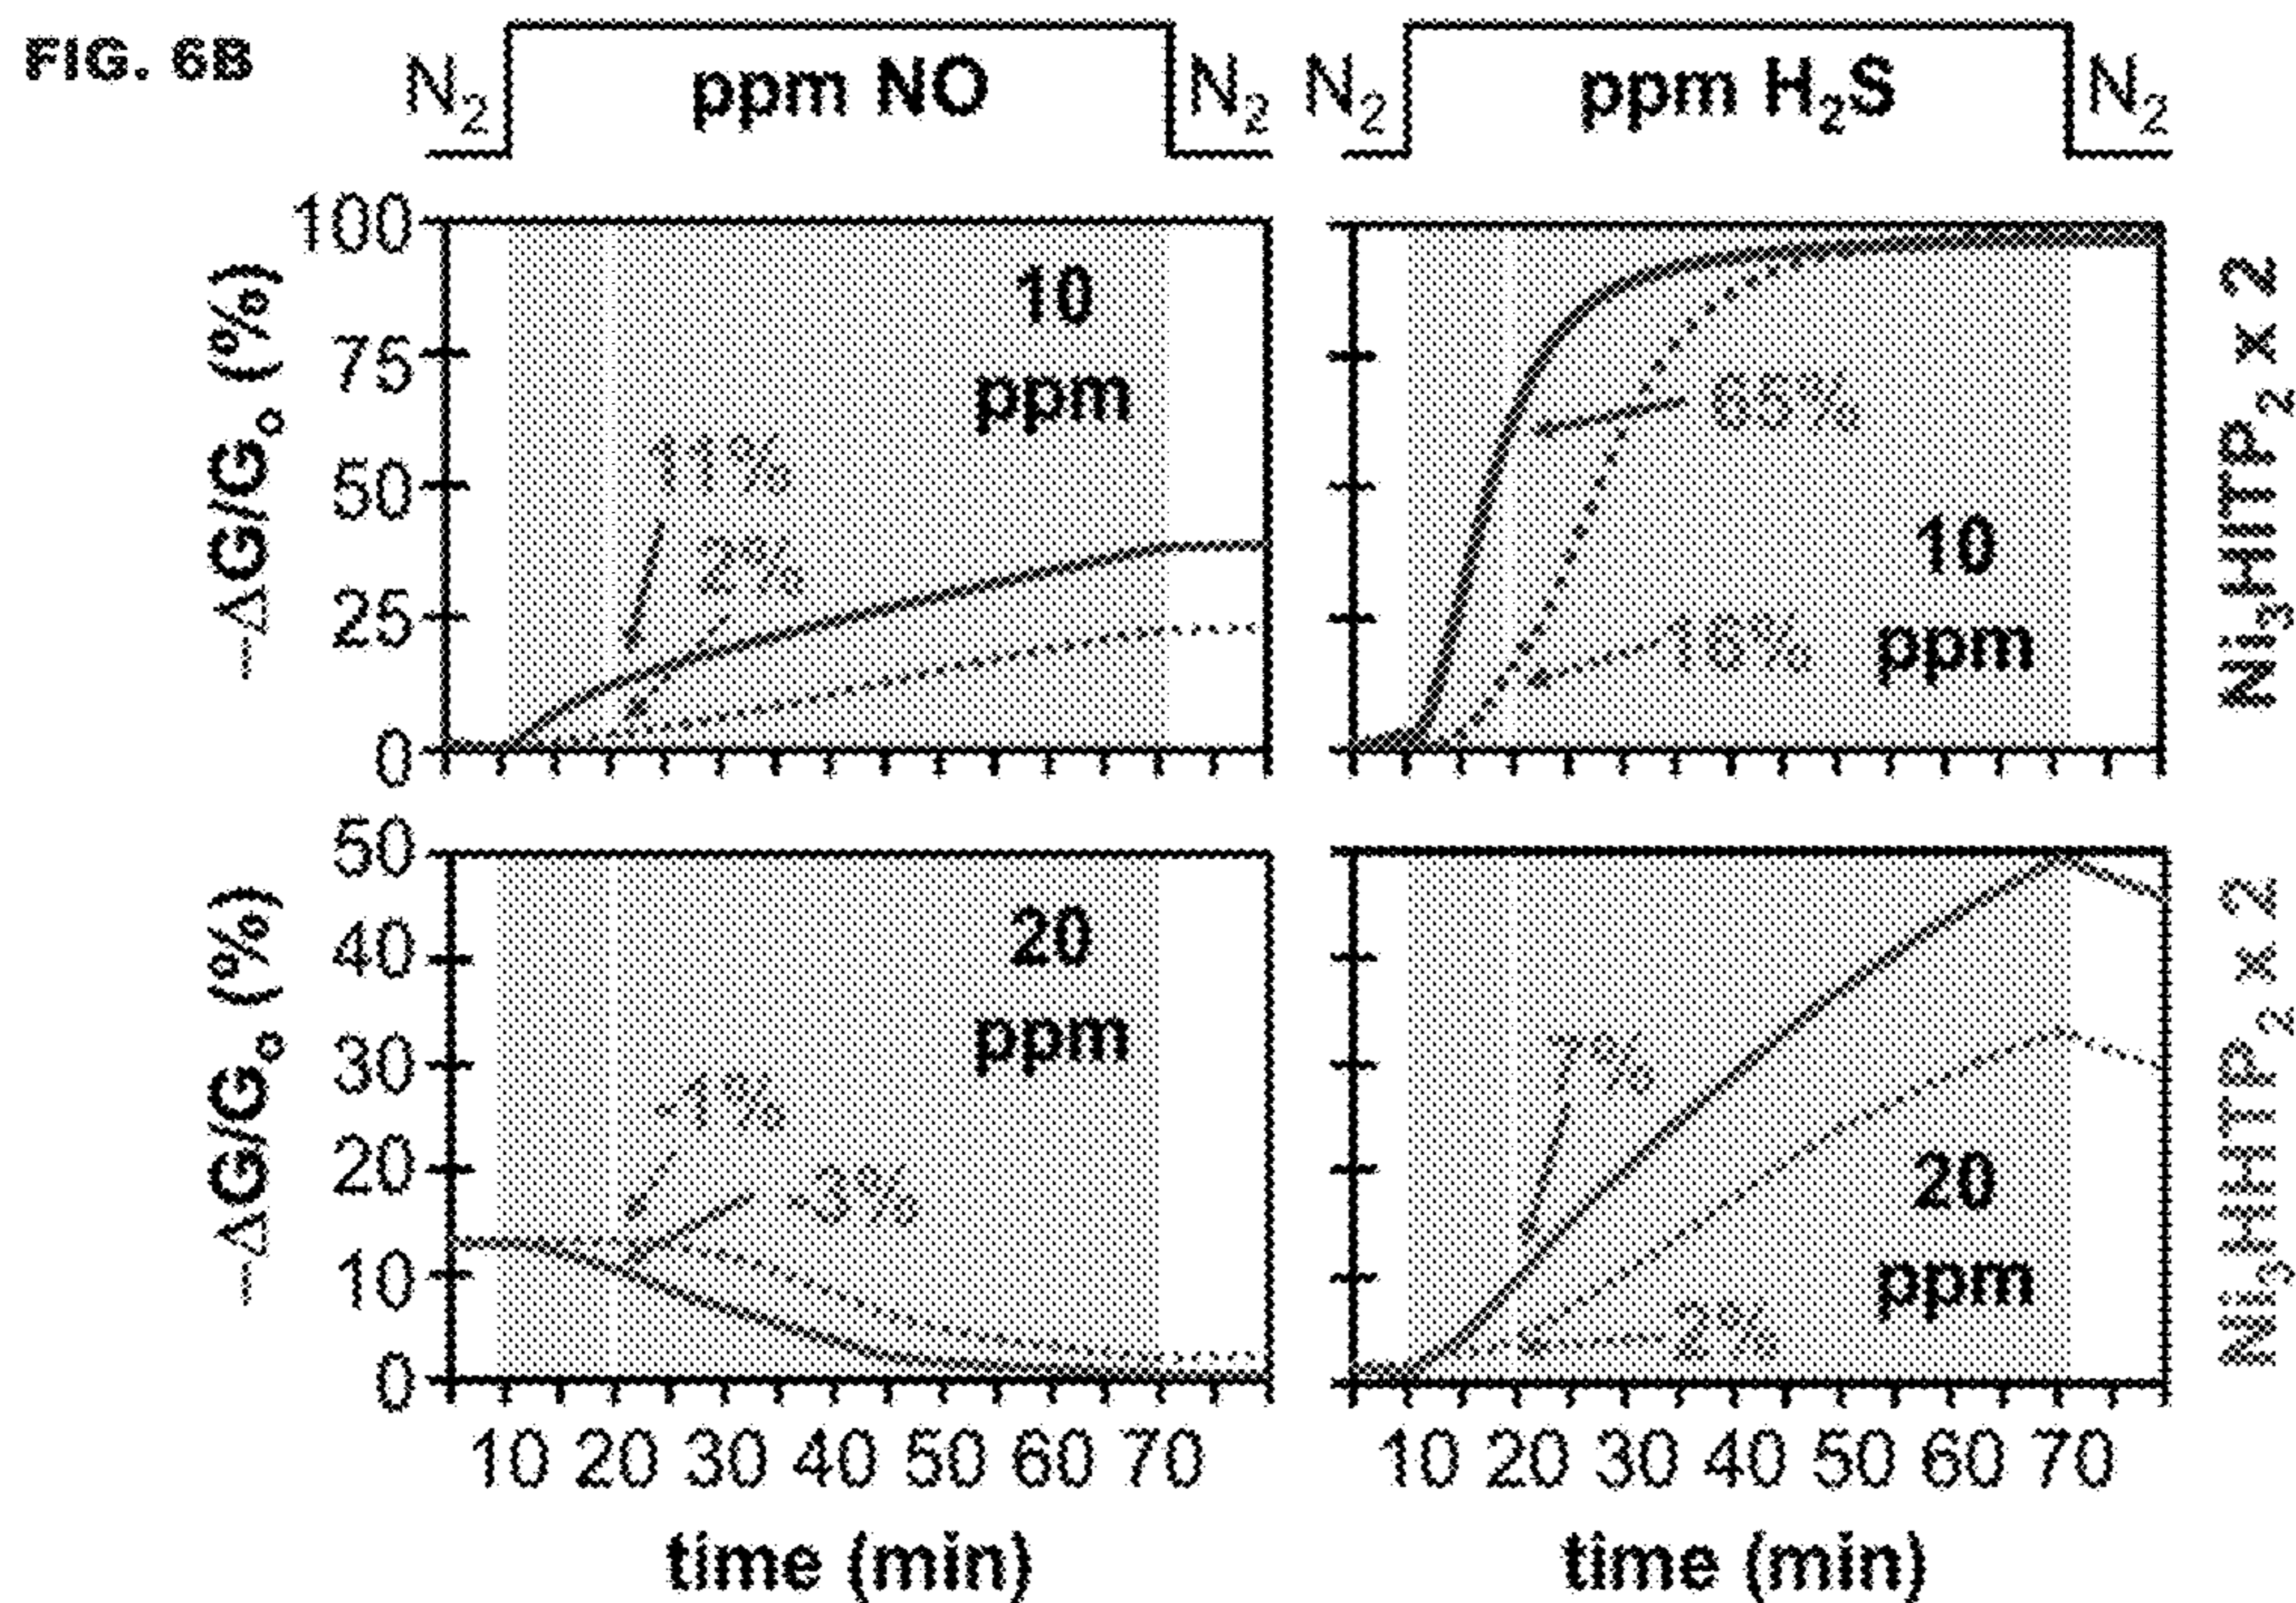 FIG. 6B
N₂ ppm NO N₂ N₂ ppm H₂S N₂
100
75
50
25
0
–ΔG/G₀ (%)
10
ppm
11%
2%
65%
16%
10
ppm
Ni₃HITP₂ x 2
50
40
30
20
10
0
–ΔG/G₀ (%)
20
ppm
-1%
-3%
7%
2%
20
ppm
Ni₃HHTP₂ x 2
10 20 30 40 50 60 70
10 20 30 40 50 60 70
time (min)
time (min)